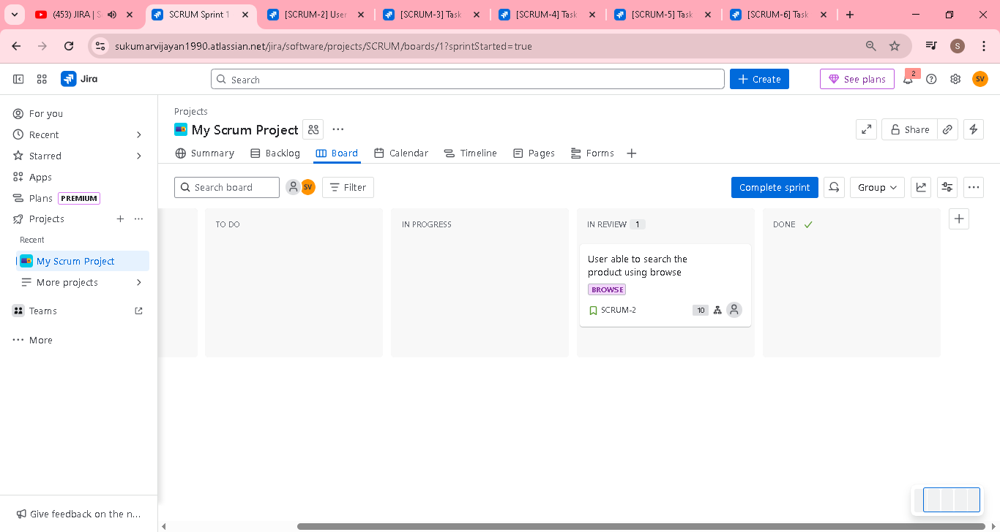 (453) JIRA | S
SCRUM Sprint 1
[SCRUM-2] User
[SCRUM-3] Task
[SCRUM-4] Task
[SCRUM-5] Task
[SCRUM-6] Task
sukumarvijayan1990.atlassian.net/jira/software/projects/SCRUM/boards/1?sprintStarted=true
S
Jira
Search
Create
See plans
2
SV
For you
Recent
Starred
Apps
Plans PREMIUM
Projects
Recent
My Scrum Project
More projects
Teams
More
Give feedback on the n...
Projects
My Scrum Project
Share
Summary
Backlog
Board
Calendar
Timeline
Pages
Forms
Search board
SV
Filter
Complete sprint
Group
TO DO
IN PROGRESS
IN REVIEW 1
DONE
User able to search the
product using browse
BROWSE
SCRUM-2
10